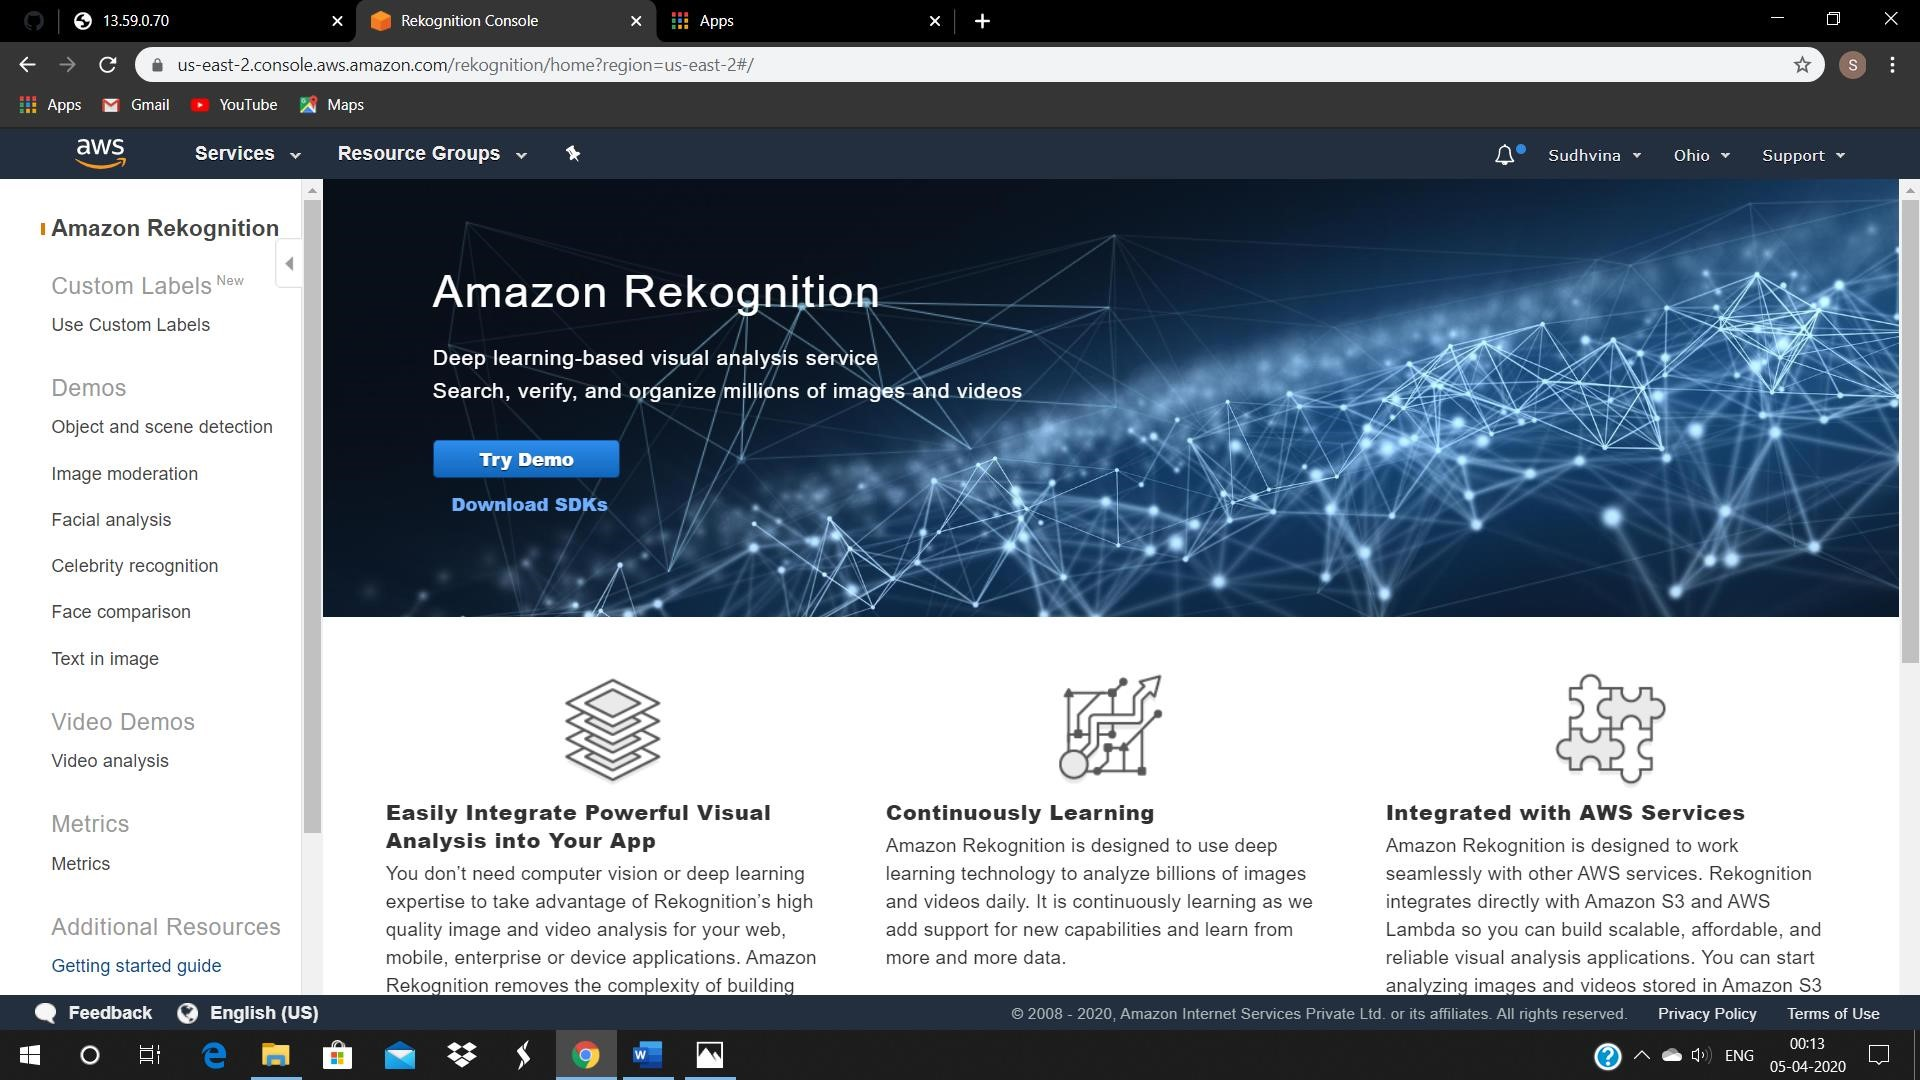 13.59.0.70
Rekognition Console
Apps
us-east-2.console.aws.amazon.com/rekognition/home?region=us-east-2#/
S
Apps
Gmail
YouTube
Maps
aws
Services
Resource Groups
Sudhvina
Ohio
Support
Amazon Rekognition
Custom Labels New
Use Custom Labels
Demos
Object and scene detection
Image moderation
Facial analysis
Celebrity recognition
Face comparison
Text in image
Video Demos
Video analysis
Metrics
Metrics
Additional Resources
Getting started guide
Amazon Rekognition
Deep learning-based visual analysis service
Search, verify, and organize millions of images and videos
Try Demo
Download SDKs
Easily Integrate Powerful Visual
Analysis into Your App
You don’t need computer vision or deep learning
expertise to take advantage of Rekognition’s high
quality image and video analysis for your web,
mobile, enterprise or device applications. Amazon
Rekognition removes the complexity of building
Continuously Learning
Amazon Rekognition is designed to use deep
learning technology to analyze billions of images
and videos daily. It is continuously learning as we
add support for new capabilities and learn from
more and more data.
Integrated with AWS Services
Amazon Rekognition is designed to work
seamlessly with other AWS services. Rekognition
integrates directly with Amazon S3 and AWS
Lambda so you can build scalable, affordable, and
reliable visual analysis applications. You can start
analyzing images and videos stored in Amazon S3
Feedback
English (US)
© 2008 - 2020, Amazon Internet Services Private Ltd. or its affiliates. All rights reserved.
Privacy Policy
Terms of Use
W
?
ENG
00:13
05-04-2020